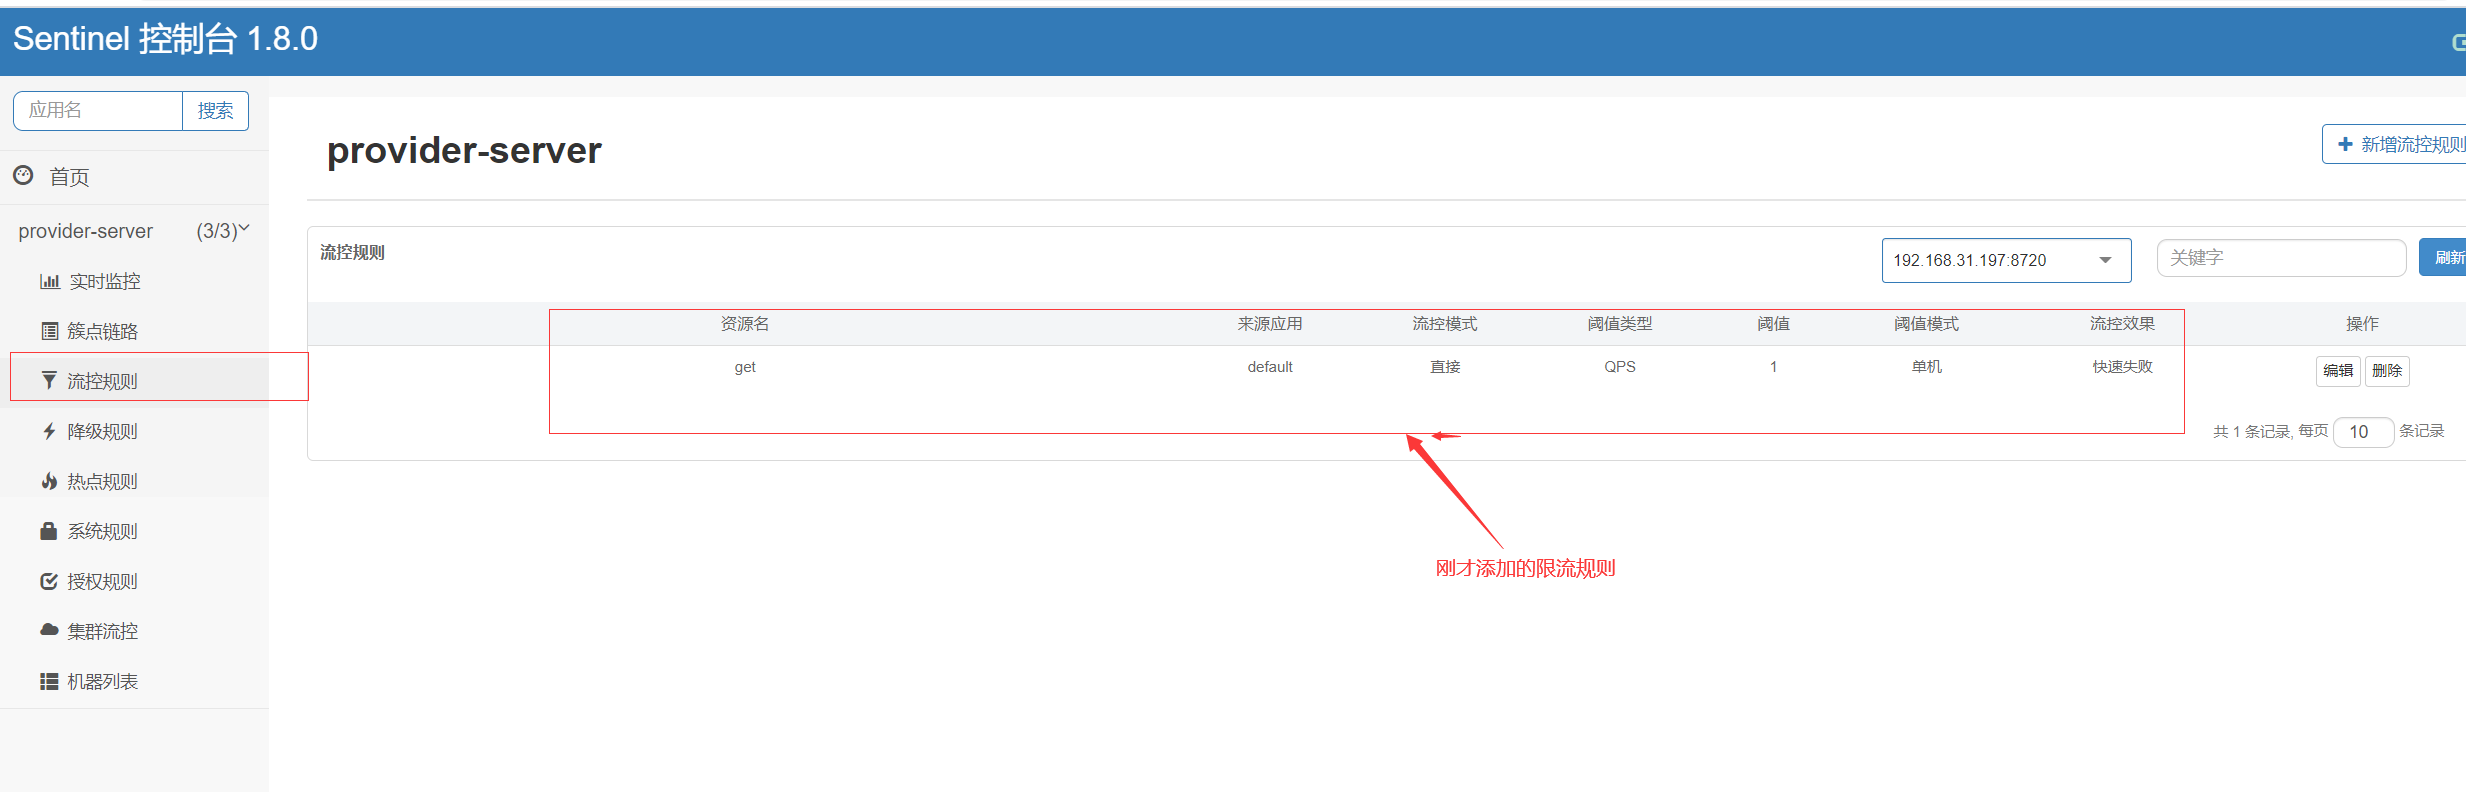 Sentinel 控制台 1.8.0
应用名 搜索
首页
provider-server (3/3)
实时监控
簇点链路
流控规则
降级规则
热点规则
系统规则
授权规则
集群流控
机器列表
provider-server
新增流控规则
流控规则 192.168.31.197:8720 关键字 刷新
资源名 来源应用 流控模式 阈值类型 阈值 阈值模式 流控效果 操作
get default 直接 QPS 1 单机 快速失败 编辑 删除
共 1 条记录, 每页 10 条记录
刚才添加的限流规则